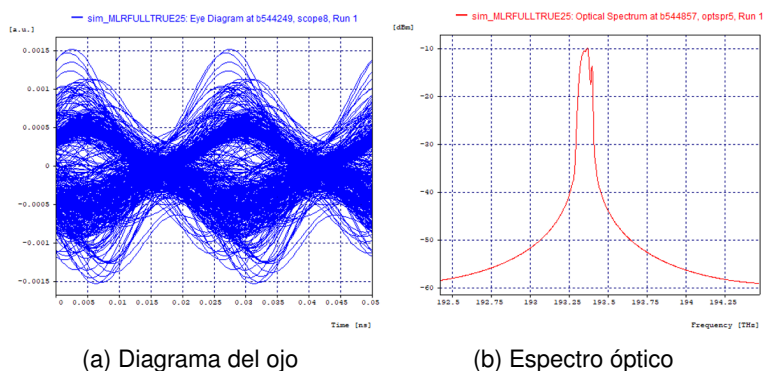 sim_MLRFULLTRUE25: Eye Diagram at b544249, scope8, Run 1
[a.u.]
0.0015
0.001
0.0005
0
-0.0005
-0.001
-0.0015
0 0.005 0.01 0.015 0.02 0.025 0.03 0.035 0.04 0.045 0.05
Time [ns]
(a) Diagrama del ojo
sim_MLRFULLTRUE25: Optical Spectrum at b544857, optspr5, Run 1
[dBm]
-10
-20
-30
-40
-50
-60
192.5 192.75 193 193.25 193.5 193.75 194 194.25
Frequency [THz]
(b) Espectro óptico